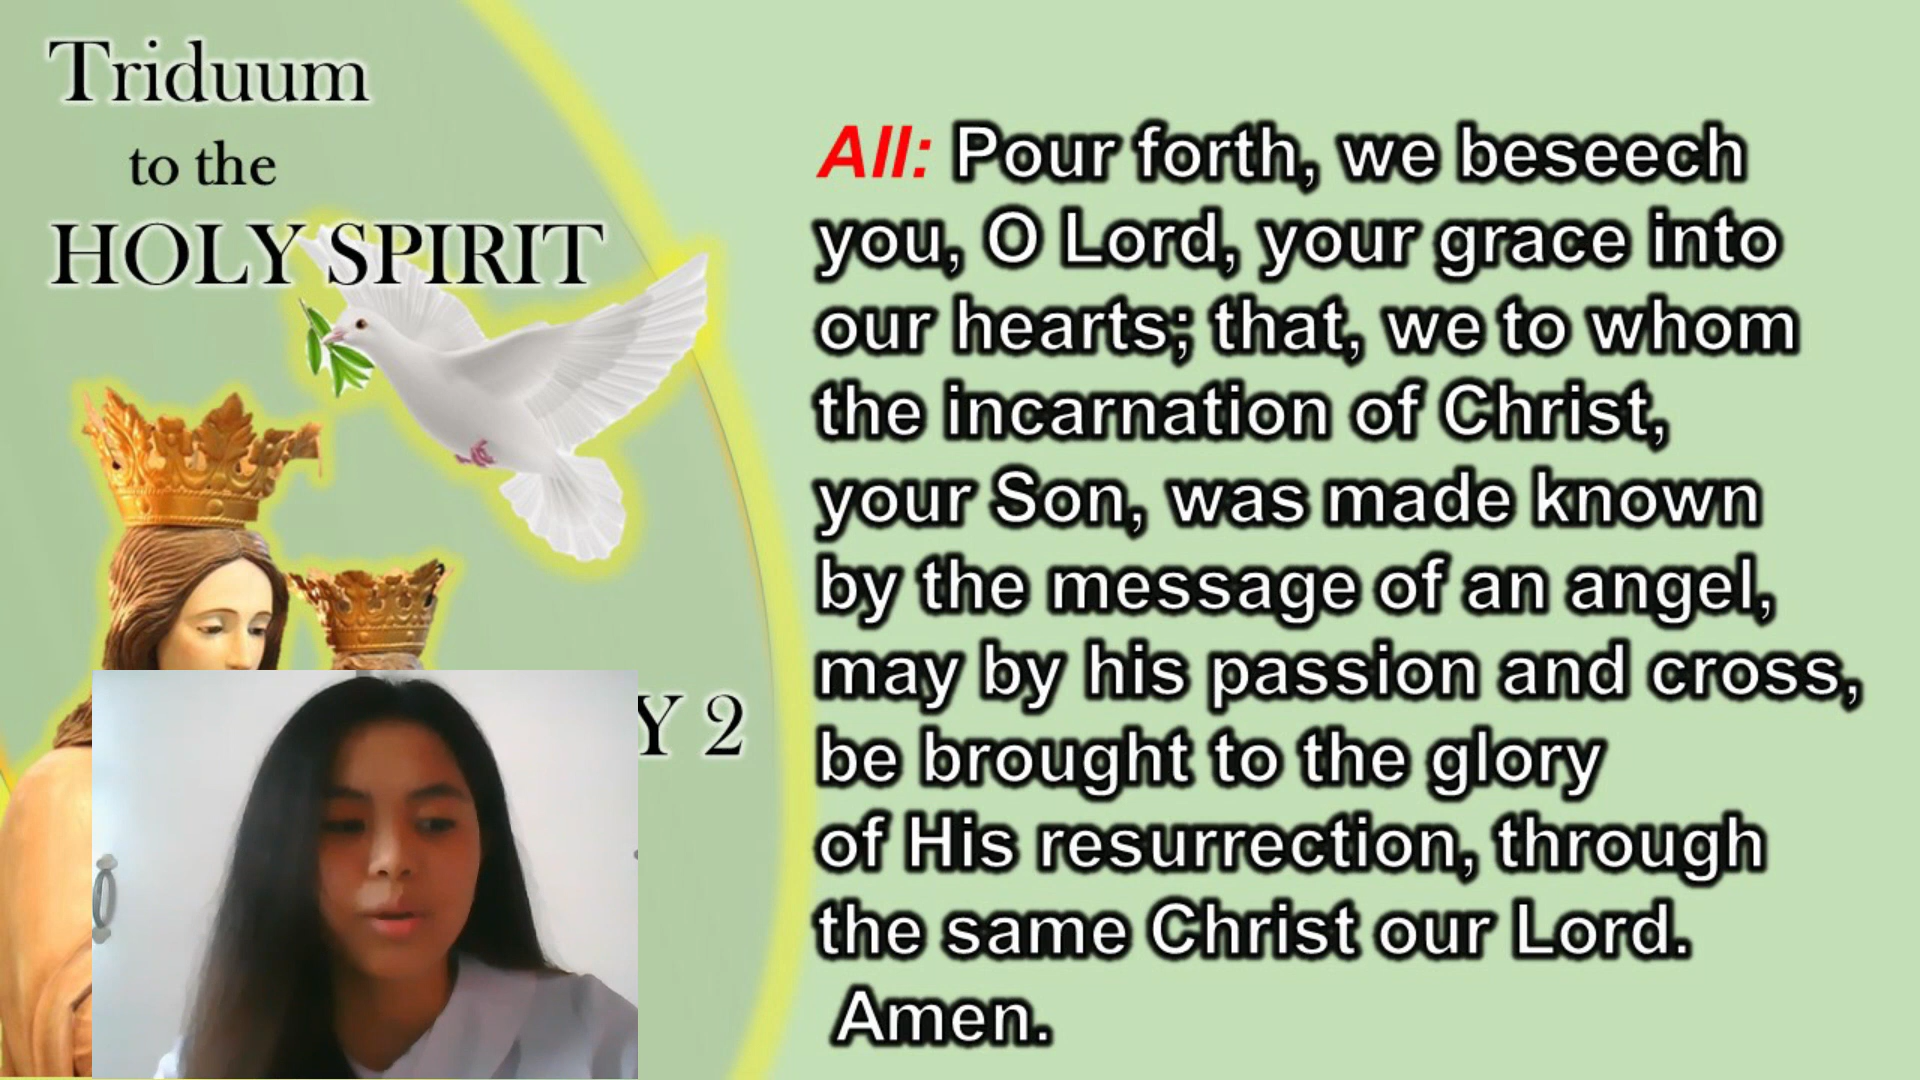 Triduum
to the
HOLY SPIRIT
Y 2
All: Pour forth, we beseech
you, O Lord, your grace into
our hearts; that, we to whom
the incarnation of Christ,
your Son, was made known
by the message of an angel,
may by his passion and cross,
be brought to the glory
of His resurrection, through
the same Christ our Lord.
Amen.